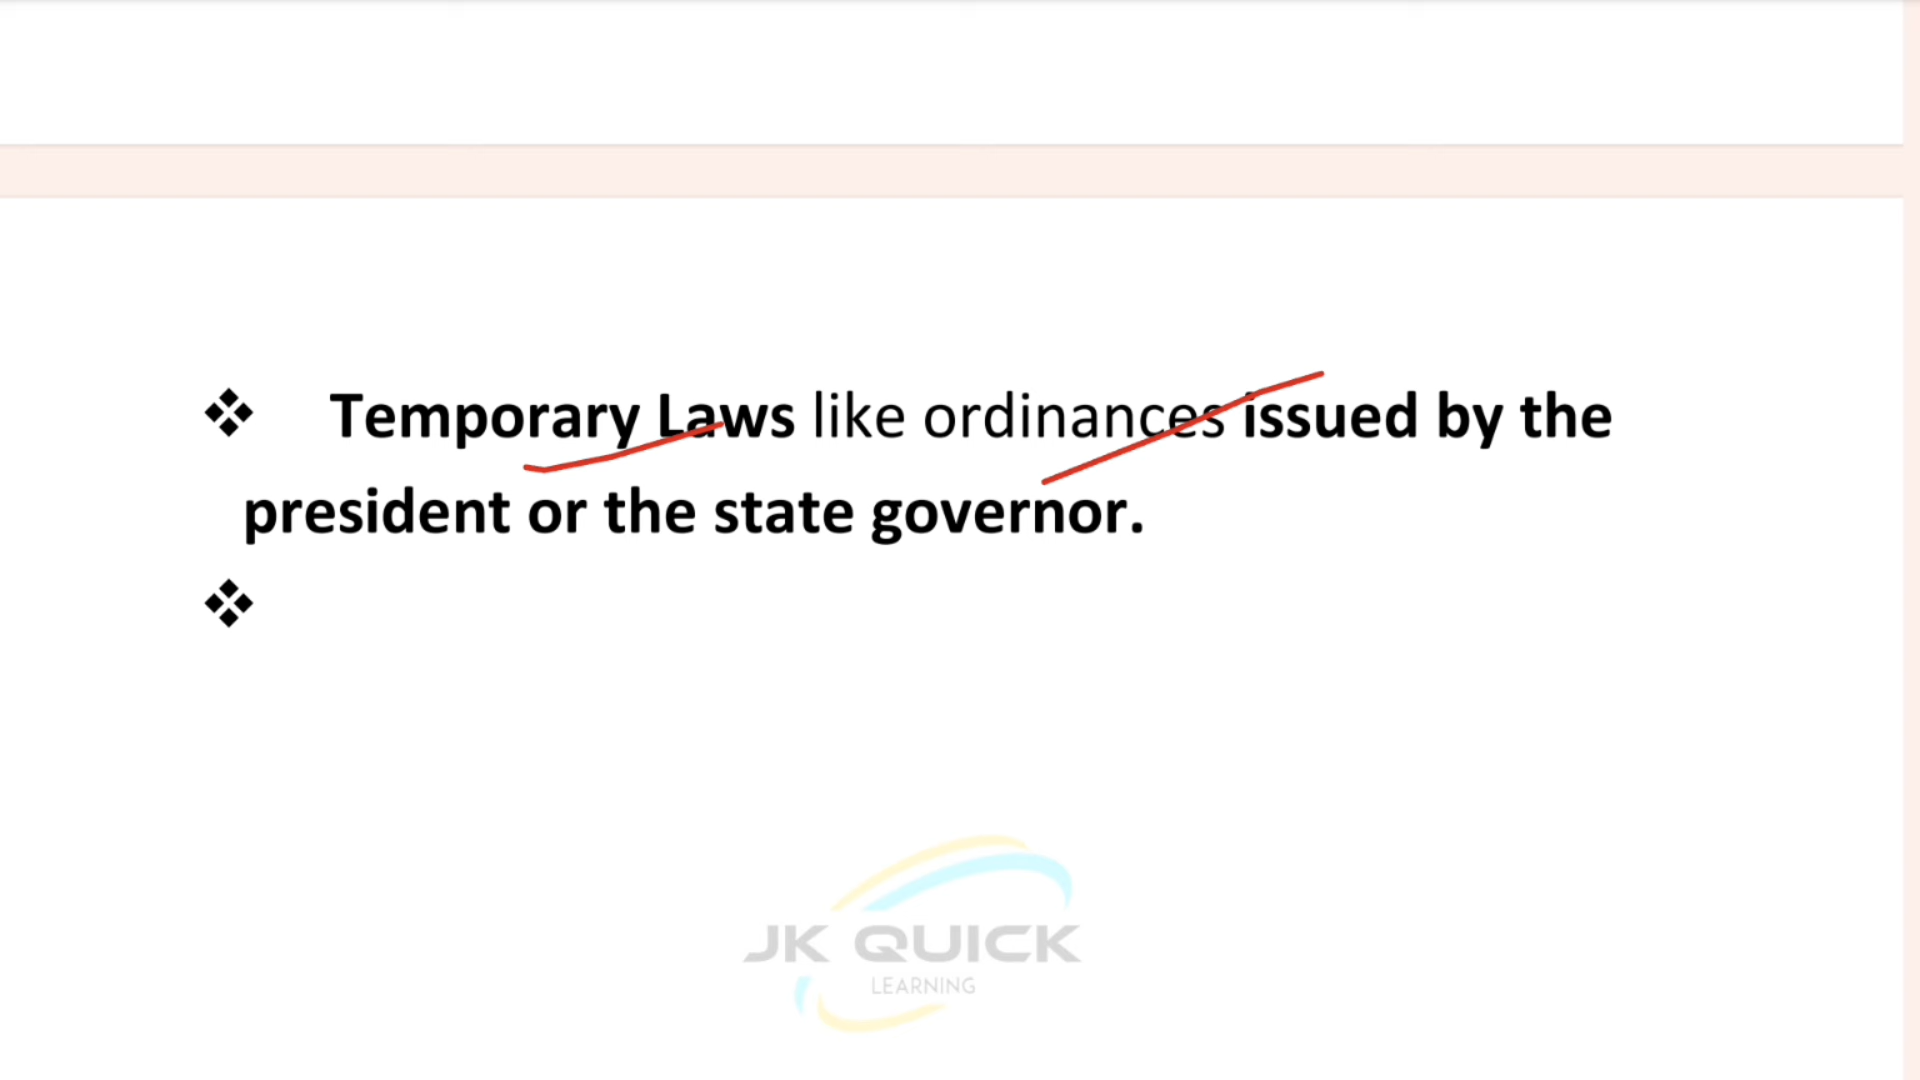 ❖ Temporary Laws like ordinances issued by the
president or the state governor.
❖
JK QUICK
LEARNING